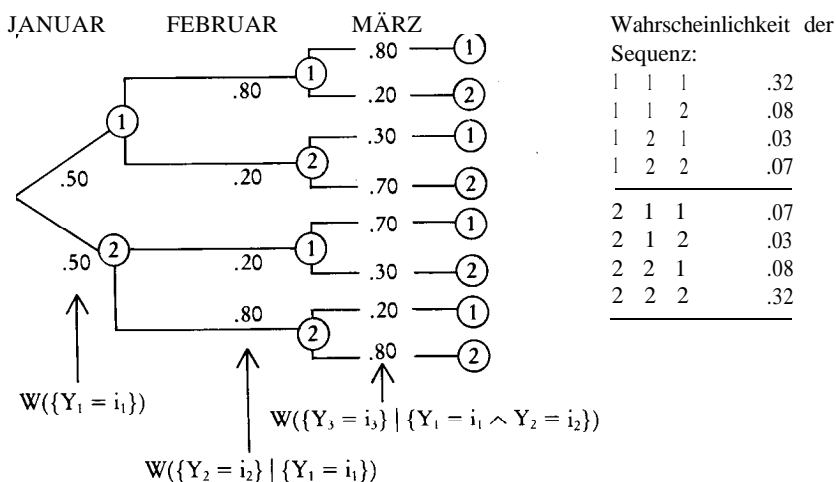 JANUAR FEBRUAR MÄRZ
.80 1
1
.80 .20 2
1
.30 1
.50 .20 2
.70 2
.70 1
2 1
.50 .20 .30 2
.20 1
.80 2
.80 2
W({Y₁ = i₁})
W({Y₃ = i₃} | {Y₁ = i₁ ∧ Y₂ = i₂})
W({Y₂ = i₂} | {Y₁ = i₁})
Wahrscheinlichkeit der
Sequenz:
1 1 1 .32
1 1 2 .08
1 2 1 .03
1 2 2 .07
2 1 1 .07
2 1 2 .03
2 2 1 .08
2 2 2 .32